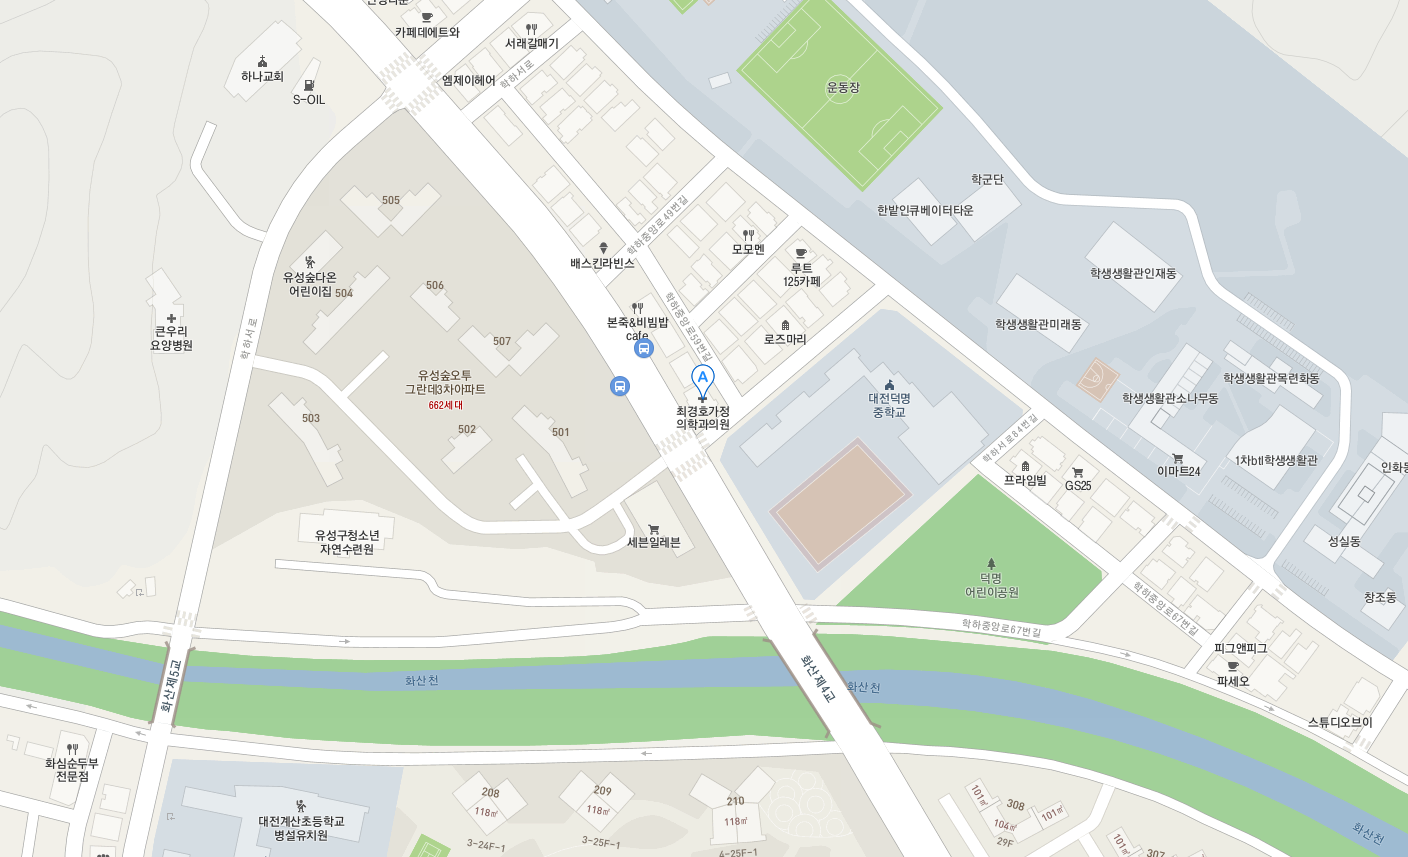 카페데에트와
서래갈매기
하나교회
S-OIL
엠제이헤어
학하서로
운동장
학군단
한밭인큐베이터타운
505
유성숲다온
어린이집
504
506
507
학하중앙로49번길
배스킨라빈스
모모멘
루트
125카페
학생생활관인재동
학생생활관미래동
큰우리
요양병원
학하서로
본죽&비빔밥
cafe
학하중앙로59번길
로즈마리
유성숲오투
그란데3차아파트
662세대
A
최경호가정
의학과의원
대전덕명
중학교
학생생활관목련화동
학생생활관소나무동
503
502
501
학하서로84번길
프라임빌
GS25
이마트24
1차btl학생생활관
인화동
유성구청소년
자연수련원
세븐일레븐
성실동
덕명
어린이공원
창조동
학하중앙로67번길
학하중앙로67번길
피그앤피그
파세오
화산제5교
화산천
화산제4교
화산천
스튜디오브이
화심순두부
전문점
대전계산초등학교
병설유치원
208
118㎡
3-24F-1
209
118㎡
3-25F-1
210
118㎡
4-25F-1
101㎡
308
104㎡
101㎡
29F
101㎡
307
화산천